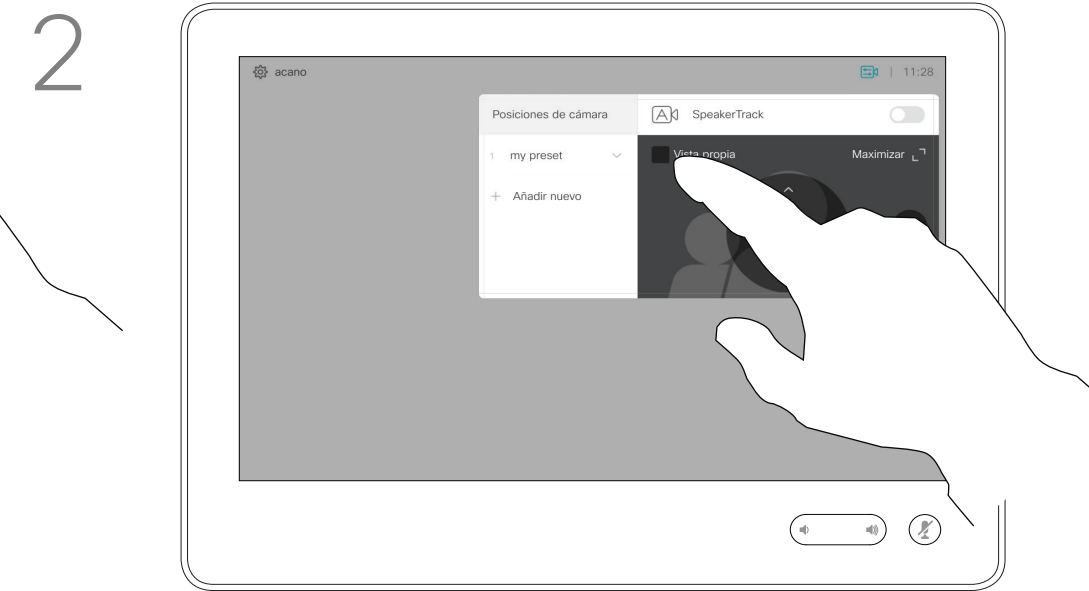 2
acano
11:28
Posiciones de cámara
SpeakerTrack
1 my preset
Vista propia
Maximizar
+ Añadir nuevo